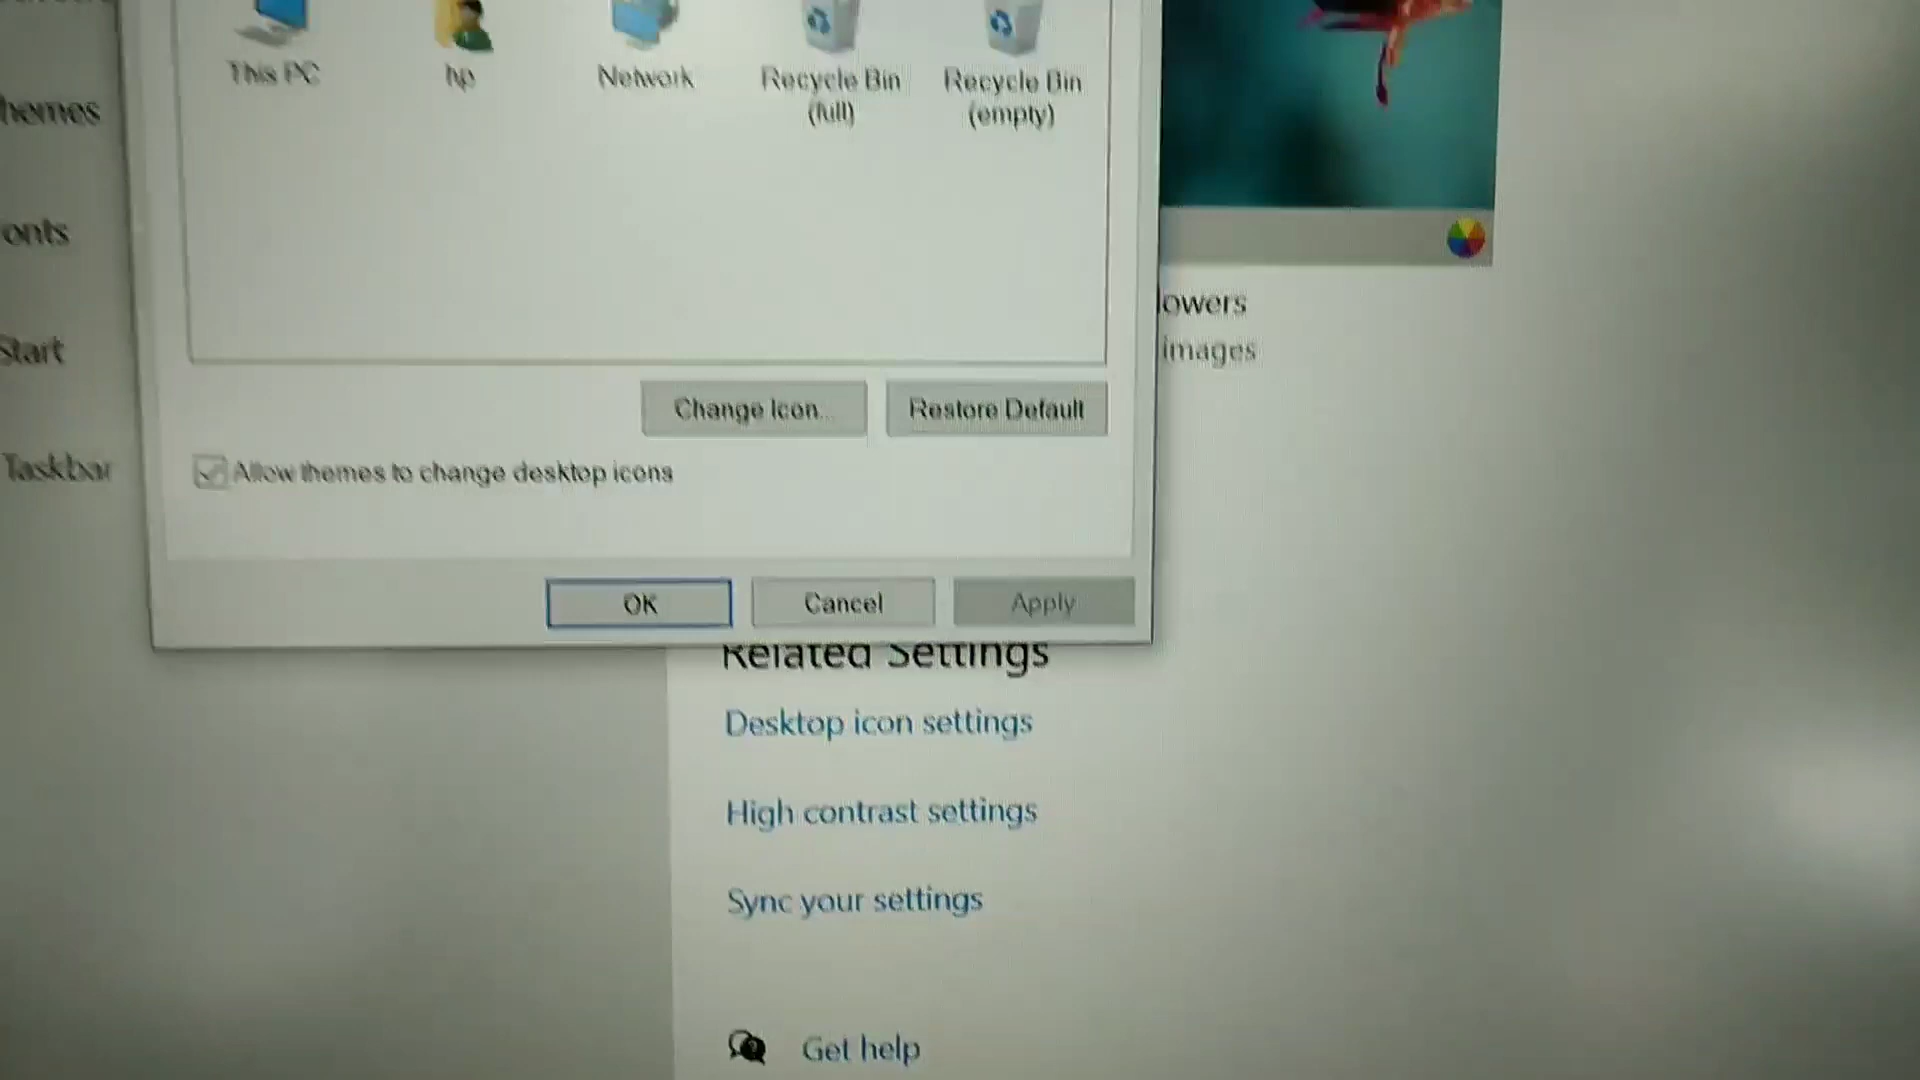 This PC
hp
Network
Recycle Bin
(full)
Recycle Bin
(empty)
hemes
onts
Start
Taskbar
lowers
images
Change Icon...
Restore Default
Allow themes to change desktop icons
OK
Cancel
Apply
Related Settings
Desktop icon settings
High contrast settings
Sync your settings
Get help